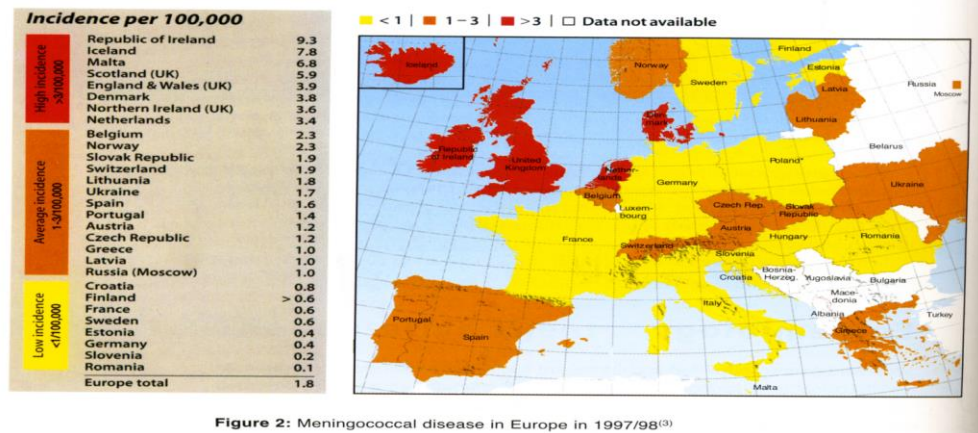 Incidence per 100,000
High incidence
>3/100,000
Republic of Ireland 9.3
Iceland 7.8
Malta 6.8
Scotland (UK) 5.9
England & Wales (UK) 3.9
Denmark 3.8
Northern Ireland (UK) 3.6
Netherlands 3.4
Average incidence
1-3/100,000
Belgium 2.3
Norway 2.3
Slovak Republic 1.9
Switzerland 1.9
Lithuania 1.8
Ukraine 1.7
Spain 1.6
Portugal 1.4
Austria 1.2
Czech Republic 1.2
Greece 1.0
Latvia 1.0
Russia (Moscow) 1.0
Low incidence
<1/100,000
Croatia 0.8
Finland > 0.6
France 0.6
Sweden 0.6
Estonia 0.4
Germany 0.4
Slovenia 0.2
Romania 0.1
Europe total 1.8
< 1 | 1 – 3 | >3 | Data not available
Iceland
Norway
Sweden
Finland
Estonia
Latvia
Lithuania
Russia
Moscow
Belarus
Den-
mark
Republic
of Ireland
United
Kingdom
Nether-
lands
Belgium
Luxem-
bourg
Germany
Poland*
Ukraine
Czech Rep.
Slovak
Republic
Austria
Hungary
Romania
France
Switzerland
Slovenia
Croatia
Bosnia-
Herzeg.
Yugoslavia
Bulgaria
Mace-
donia
Albania
Turkey
Italy
Greece
Portugal
Spain
Malta
Figure 2: Meningococcal disease in Europe in 1997/98(3)